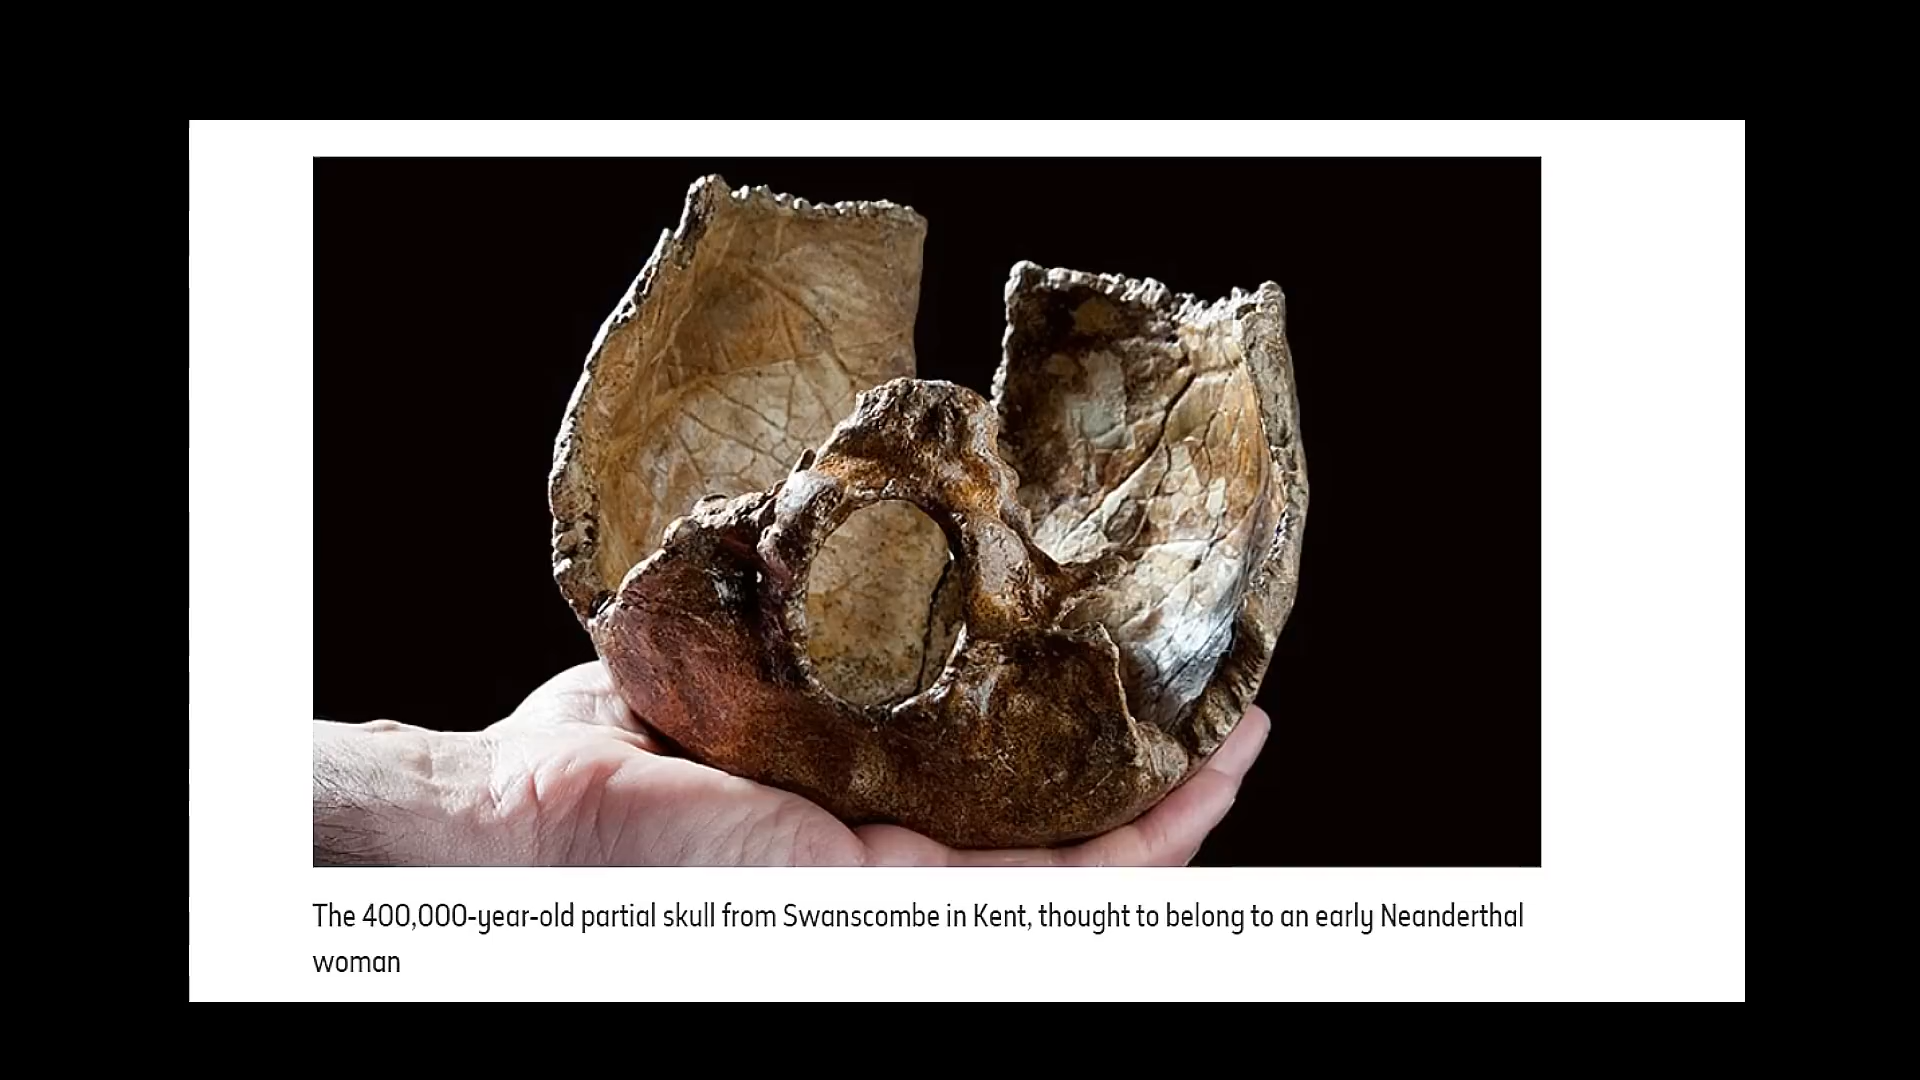 The 400,000-year-old partial skull from Swanscombe in Kent, thought to belong to an early Neanderthal
woman